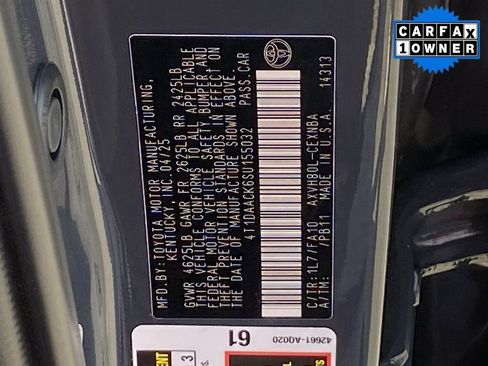 CARFAX
1 OWNER
MFD.BY:TOYOTA MOTOR MANUFACTURING,
KENTUCKY, INC. 04/25
GVWR 4625LB GAWR FR 2625LB RR 2425LB
THIS VEHICLE CONFORMS TO ALL APPLICABLE
FEDERAL MOTOR VEHICLE SAFETY, BUMPER, AND
THEFT PREVENTION STANDARDS IN EFFECT ON
THE DATE OF MANUFACTURE SHOWN ABOVE.
4T1DAACK6SU155032 PASS.CAR
C/TR:1L7/FA10 AXVH80L-CEXNBA
A/TM: /PB11 MADE IN U.S.A. 14313
42661-A0020
61
3